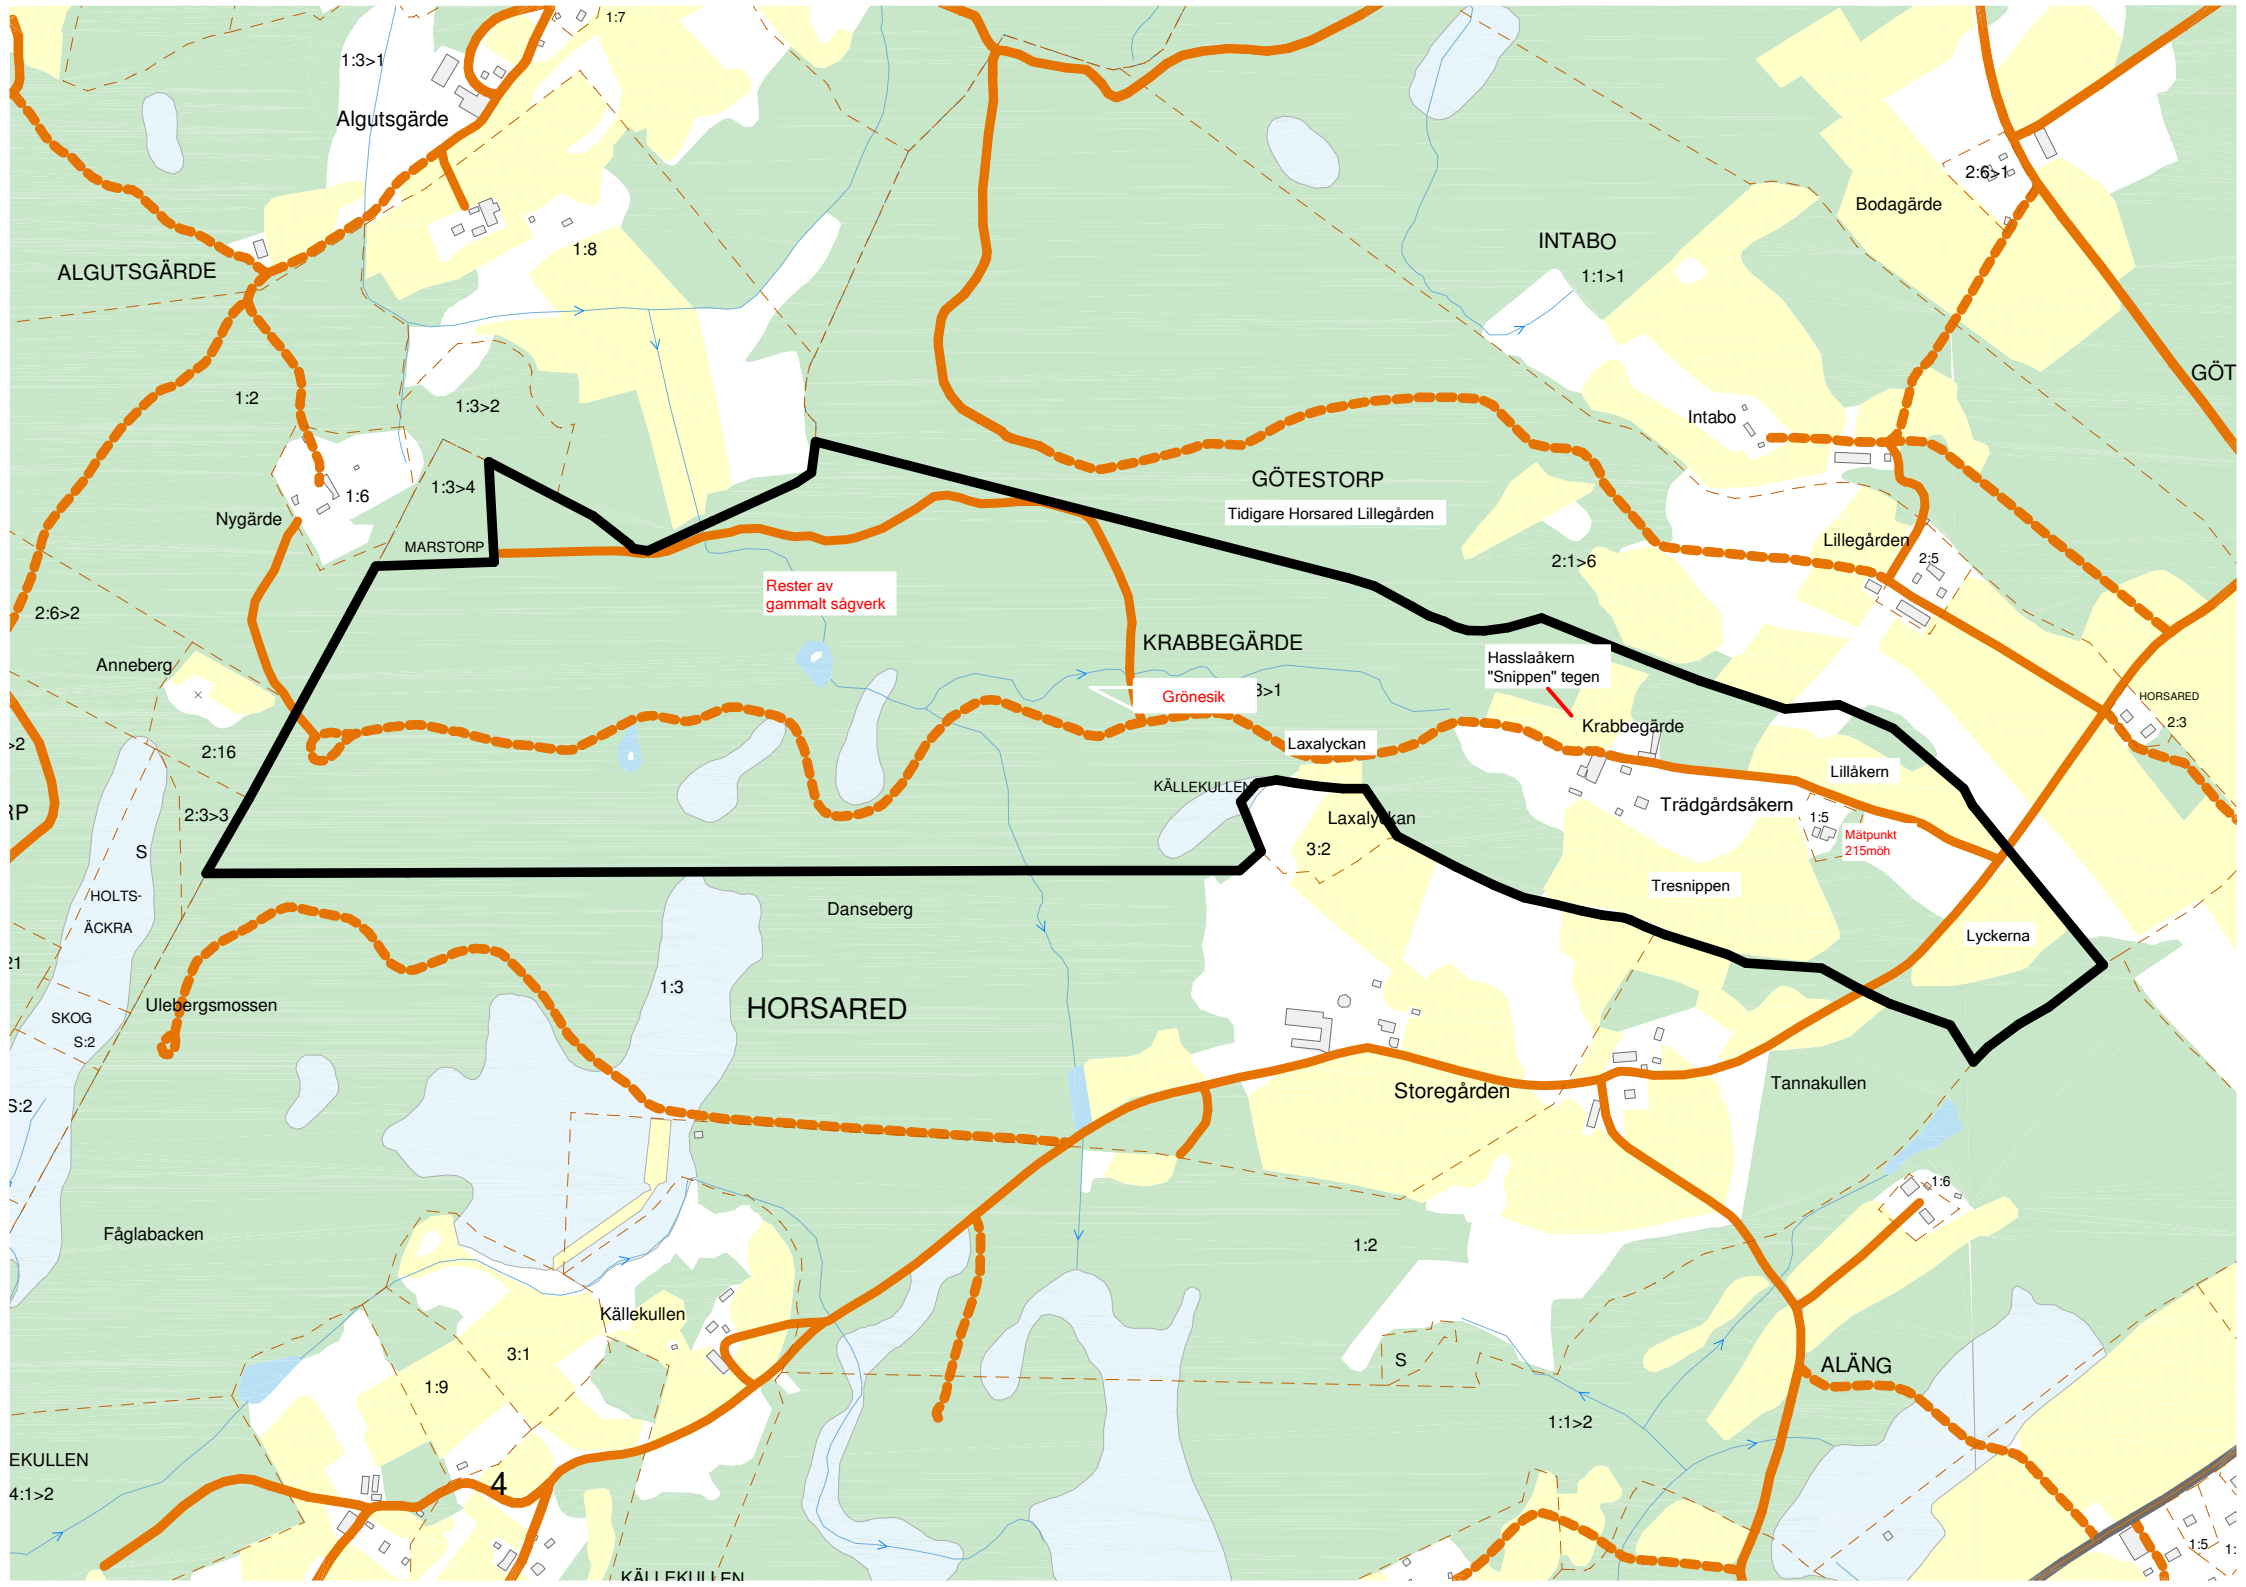 1:7
1:3>1
Algutsgärde
2:6>1
Bodagärde
INTABO
1:8
1:1>1
ALGUTSGÄRDE
GÖT
1:2
1:3>2
Intabo
GÖTESTORP
1:3>4
1:6
Tidigare Horsared Lillegården
Nygärde
Lillegården
MARSTORP
2:5
2:1>6
Rester av
gammalt sågverk
2:6>2
KRABBEGÄRDE
Anneberg
Hasslaåkern
"Snippen" tegen
Grönesik
3>1
HORSARED
2:3
Krabbegärde
>2
2:16
Laxalyckan
Lillåkern
KÄLLEKULLEN
Trädgårdsåkern
RP
2:3>3
Laxalyckan
1:5
Mätpunkt
215möh
S
3:2
HOLTS-
ÄCKRA
Tresnippen
Danseberg
Lyckerna
21
1:3
Ulebergsmossen
HORSARED
SKOG
S:2
Storegården
Tannakullen
S:2
1:6
Fåglabacken
1:2
Källekullen
3:1
S
ALÄNG
1:9
1:1>2
EKULLEN
4
4:1>2
1:5
1:
KÄLLEKULLEN